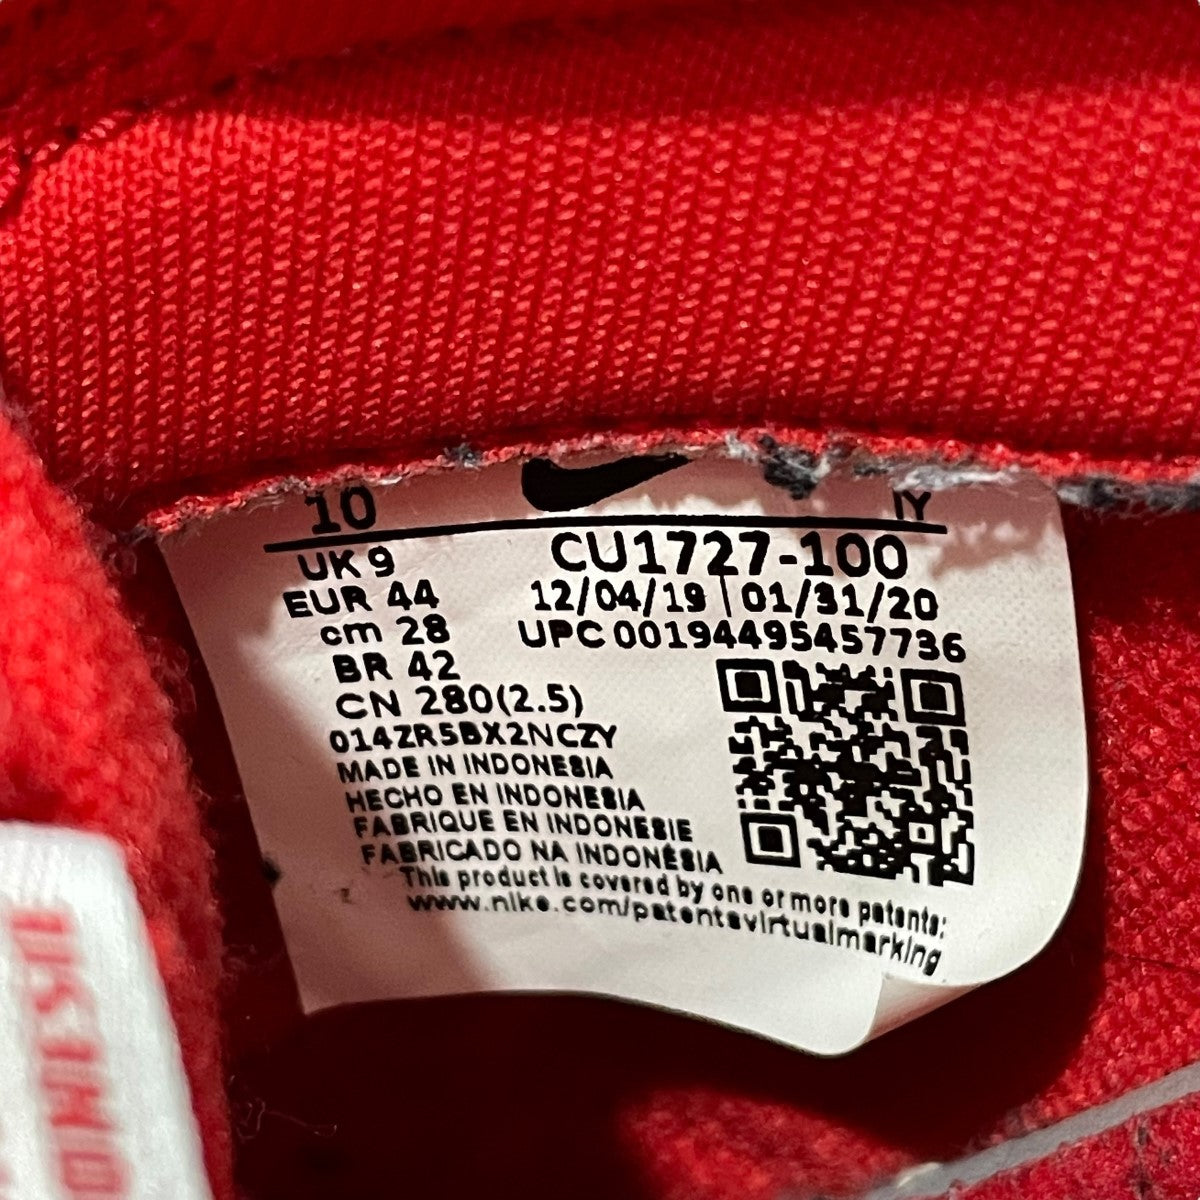 10 IY
UK 9
EUR 44
cm 28
BR 42
CN 280(2.5)
CU1727-100
12/04/19 01/31/20
UPC 00194495457736
014ZR5BX2NCZY
MADE IN INDONESIA
HECHO EN INDONESIA
FABRIQUE EN INDONESIE
FABRICADO NA INDONÉSIA
This product is covered by one or more patents:
www.nike.com/patentsvirtualmarking